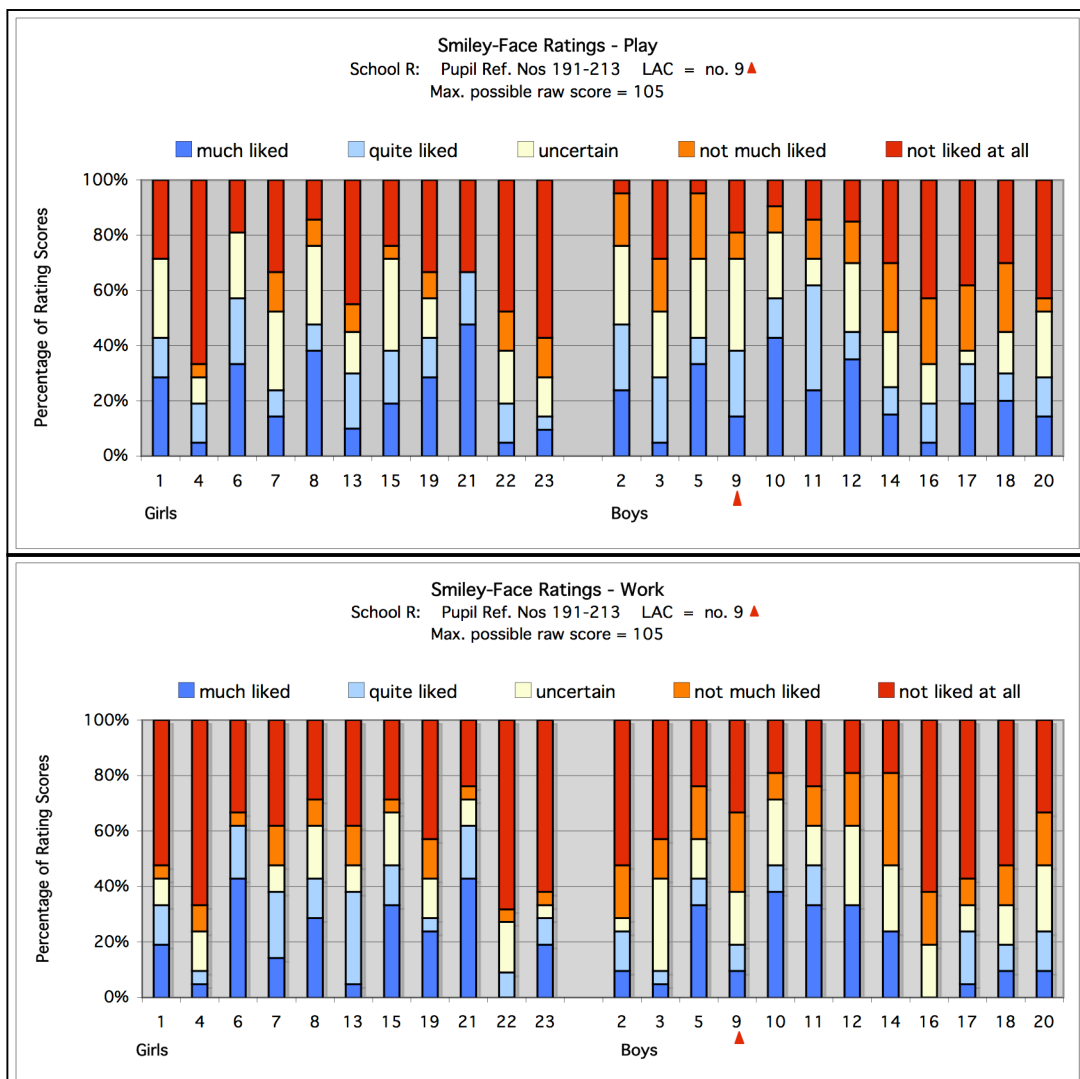 Smiley-Face Ratings - Play
School R: Pupil Ref. Nos 191-213 LAC = no. 9
Max. possible raw score = 105
much liked quite liked uncertain not much liked not liked at all
Percentage of Rating Scores
100%
80%
60%
40%
20%
0%
1 4 6 7 8 13 15 19 21 22 23 2 3 5 9 10 11 12 14 16 17 18 20
Girls Boys
Smiley-Face Ratings - Work
School R: Pupil Ref. Nos 191-213 LAC = no. 9
Max. possible raw score = 105
much liked quite liked uncertain not much liked not liked at all
Percentage of Rating Scores
100%
80%
60%
40%
20%
0%
1 4 6 7 8 13 15 19 21 22 23 2 3 5 9 10 11 12 14 16 17 18 20
Girls Boys